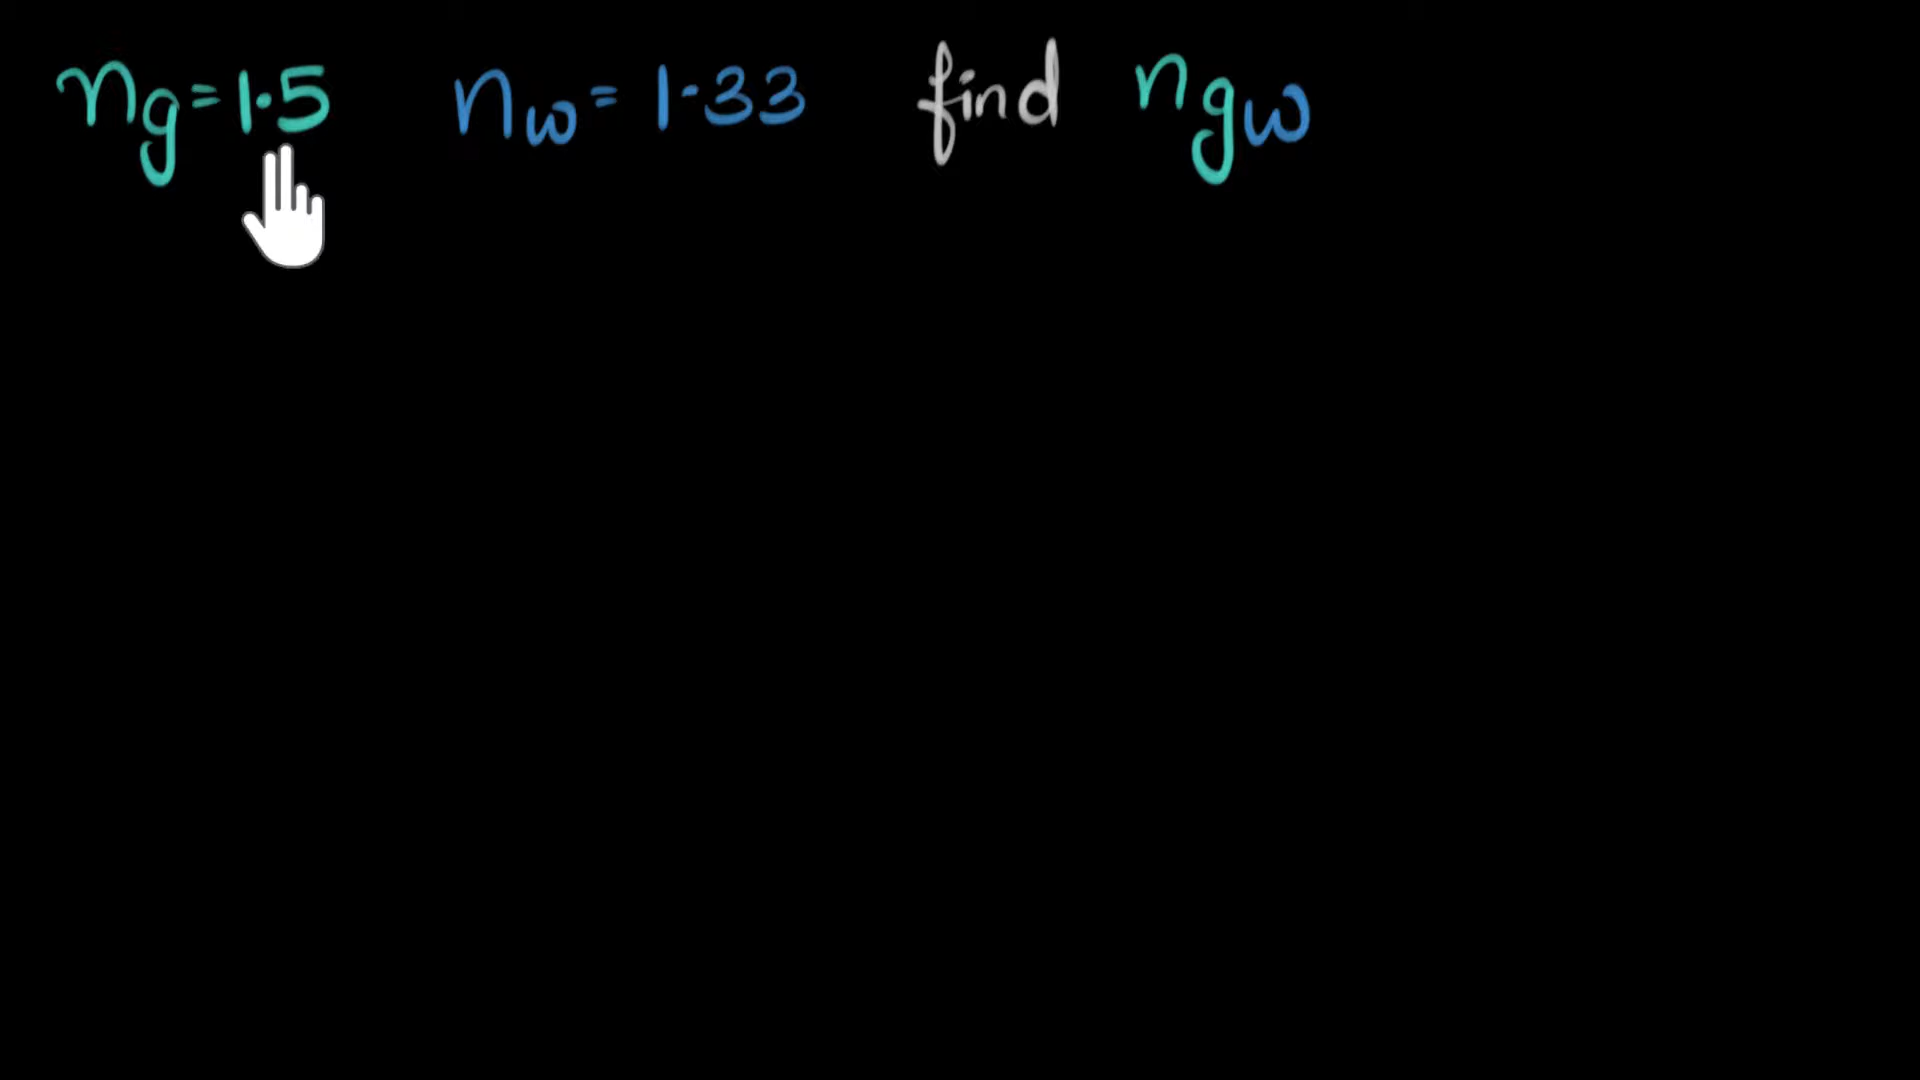 ng = 1.5 nw = 1.33 find ngw